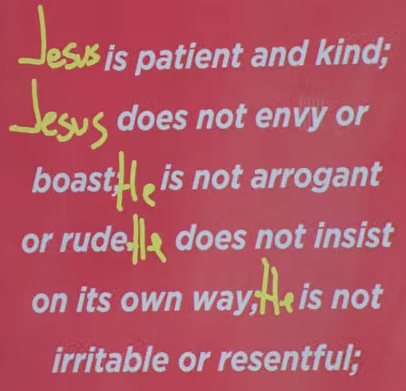 Jesus is patient and kind;
Jesus does not envy or
boast; He is not arrogant
or rude. He does not insist
on its own way; He is not
irritable or resentful;